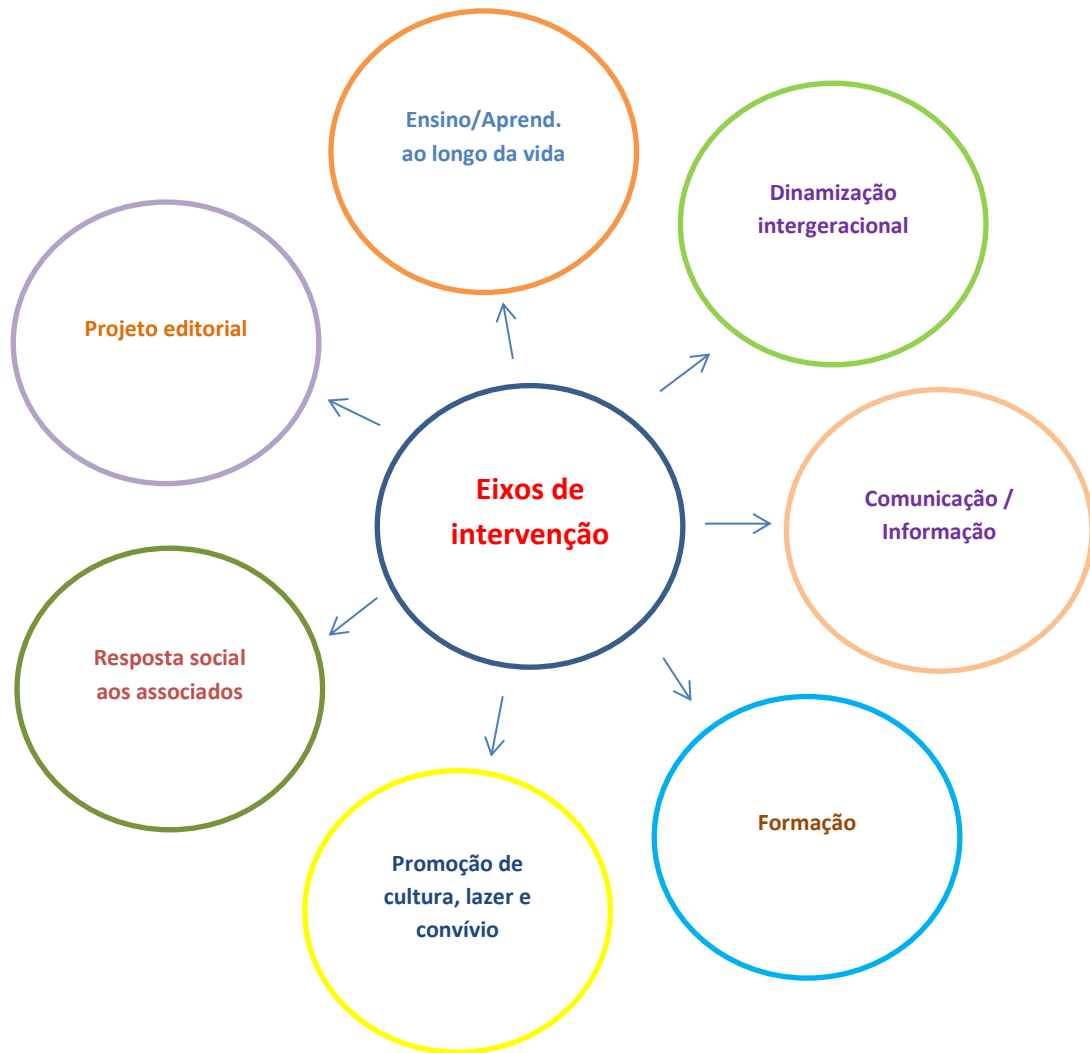 Ensino/Aprend.
ao longo da vida
Dinamização
intergeracional
Projeto editorial
Eixos de
intervenção
Comunicação /
Informação
Resposta social
aos associados
Formação
Promoção de
cultura, lazer e
convívio